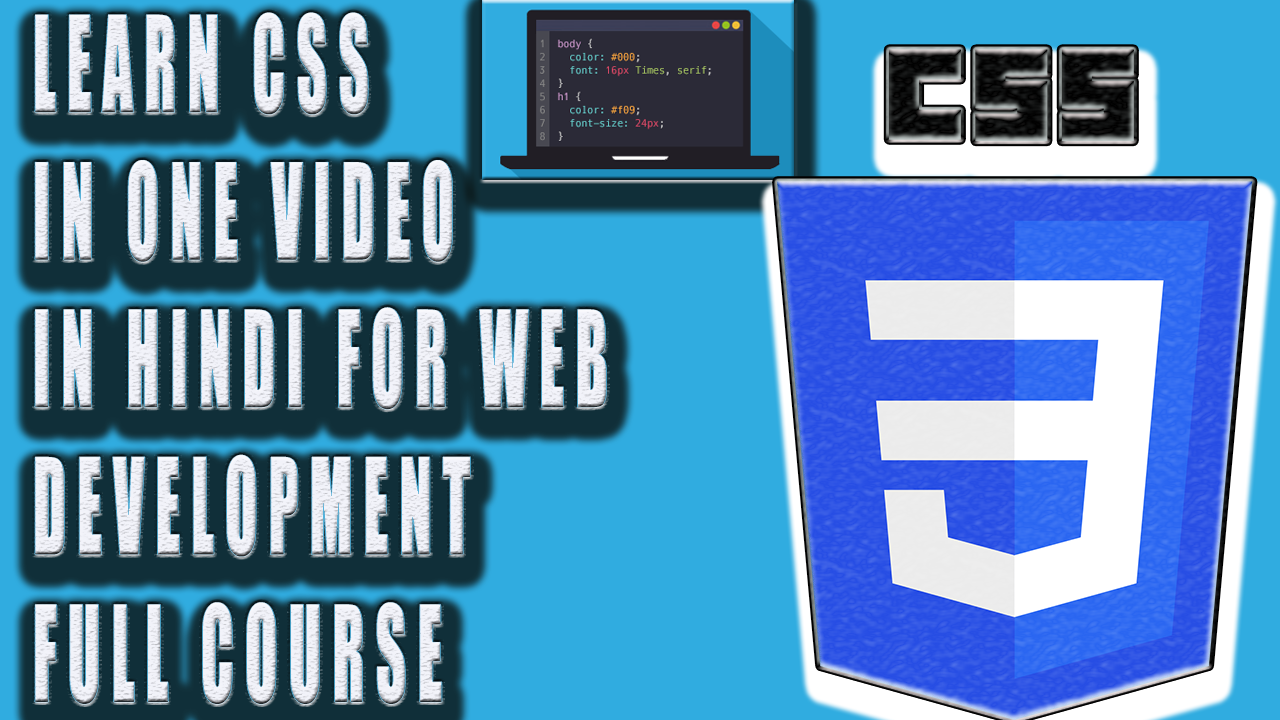 LEARN CSS
IN ONE VIDEO
IN HINDI FOR WEB
DEVELOPMENT
FULL COURSE
1 body {
2 color: #000;
3 font: 16px Times, serif;
4 }
5 h1 {
6 color: #f09;
7 font-size: 24px;
8 }
CSS
3